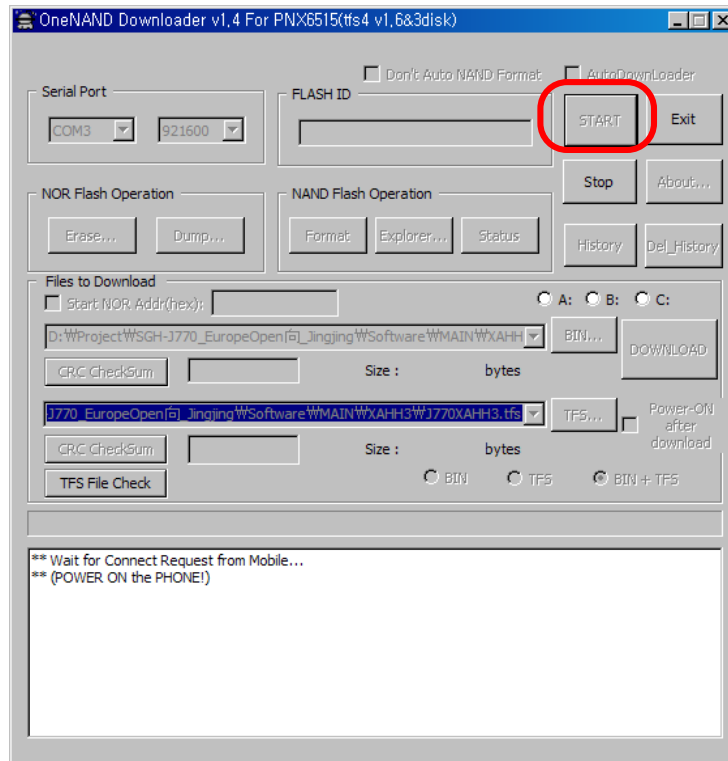 OneNAND Downloader v1,4 For PNX6515(tfs4 v1,6&3disk)
Don't Auto NAND Format
AutoDownLoader
Serial Port
FLASH ID
COM3
921600
START
Exit
Stop
About...
NOR Flash Operation
NAND Flash Operation
Erase...
Dump...
Format
Explorer...
Status
History
Del_History
Files to Download
Start NOR Addr(hex):
A:
B:
C:
D:₩Project₩SGH-J770_EuropeOpen向_Jingjing₩Software₩MAIN₩XAHH
BIN...
DOWNLOAD
CRC CheckSum
Size :
bytes
J770_EuropeOpen向_Jingjing₩Software₩MAIN₩XAHH3₩J770XAHH3.tfs
TFS...
Power-ON
after
download
CRC CheckSum
Size :
bytes
TFS File Check
BIN
TFS
BIN + TFS
** Wait for Connect Request from Mobile...
** (POWER ON the PHONE!)